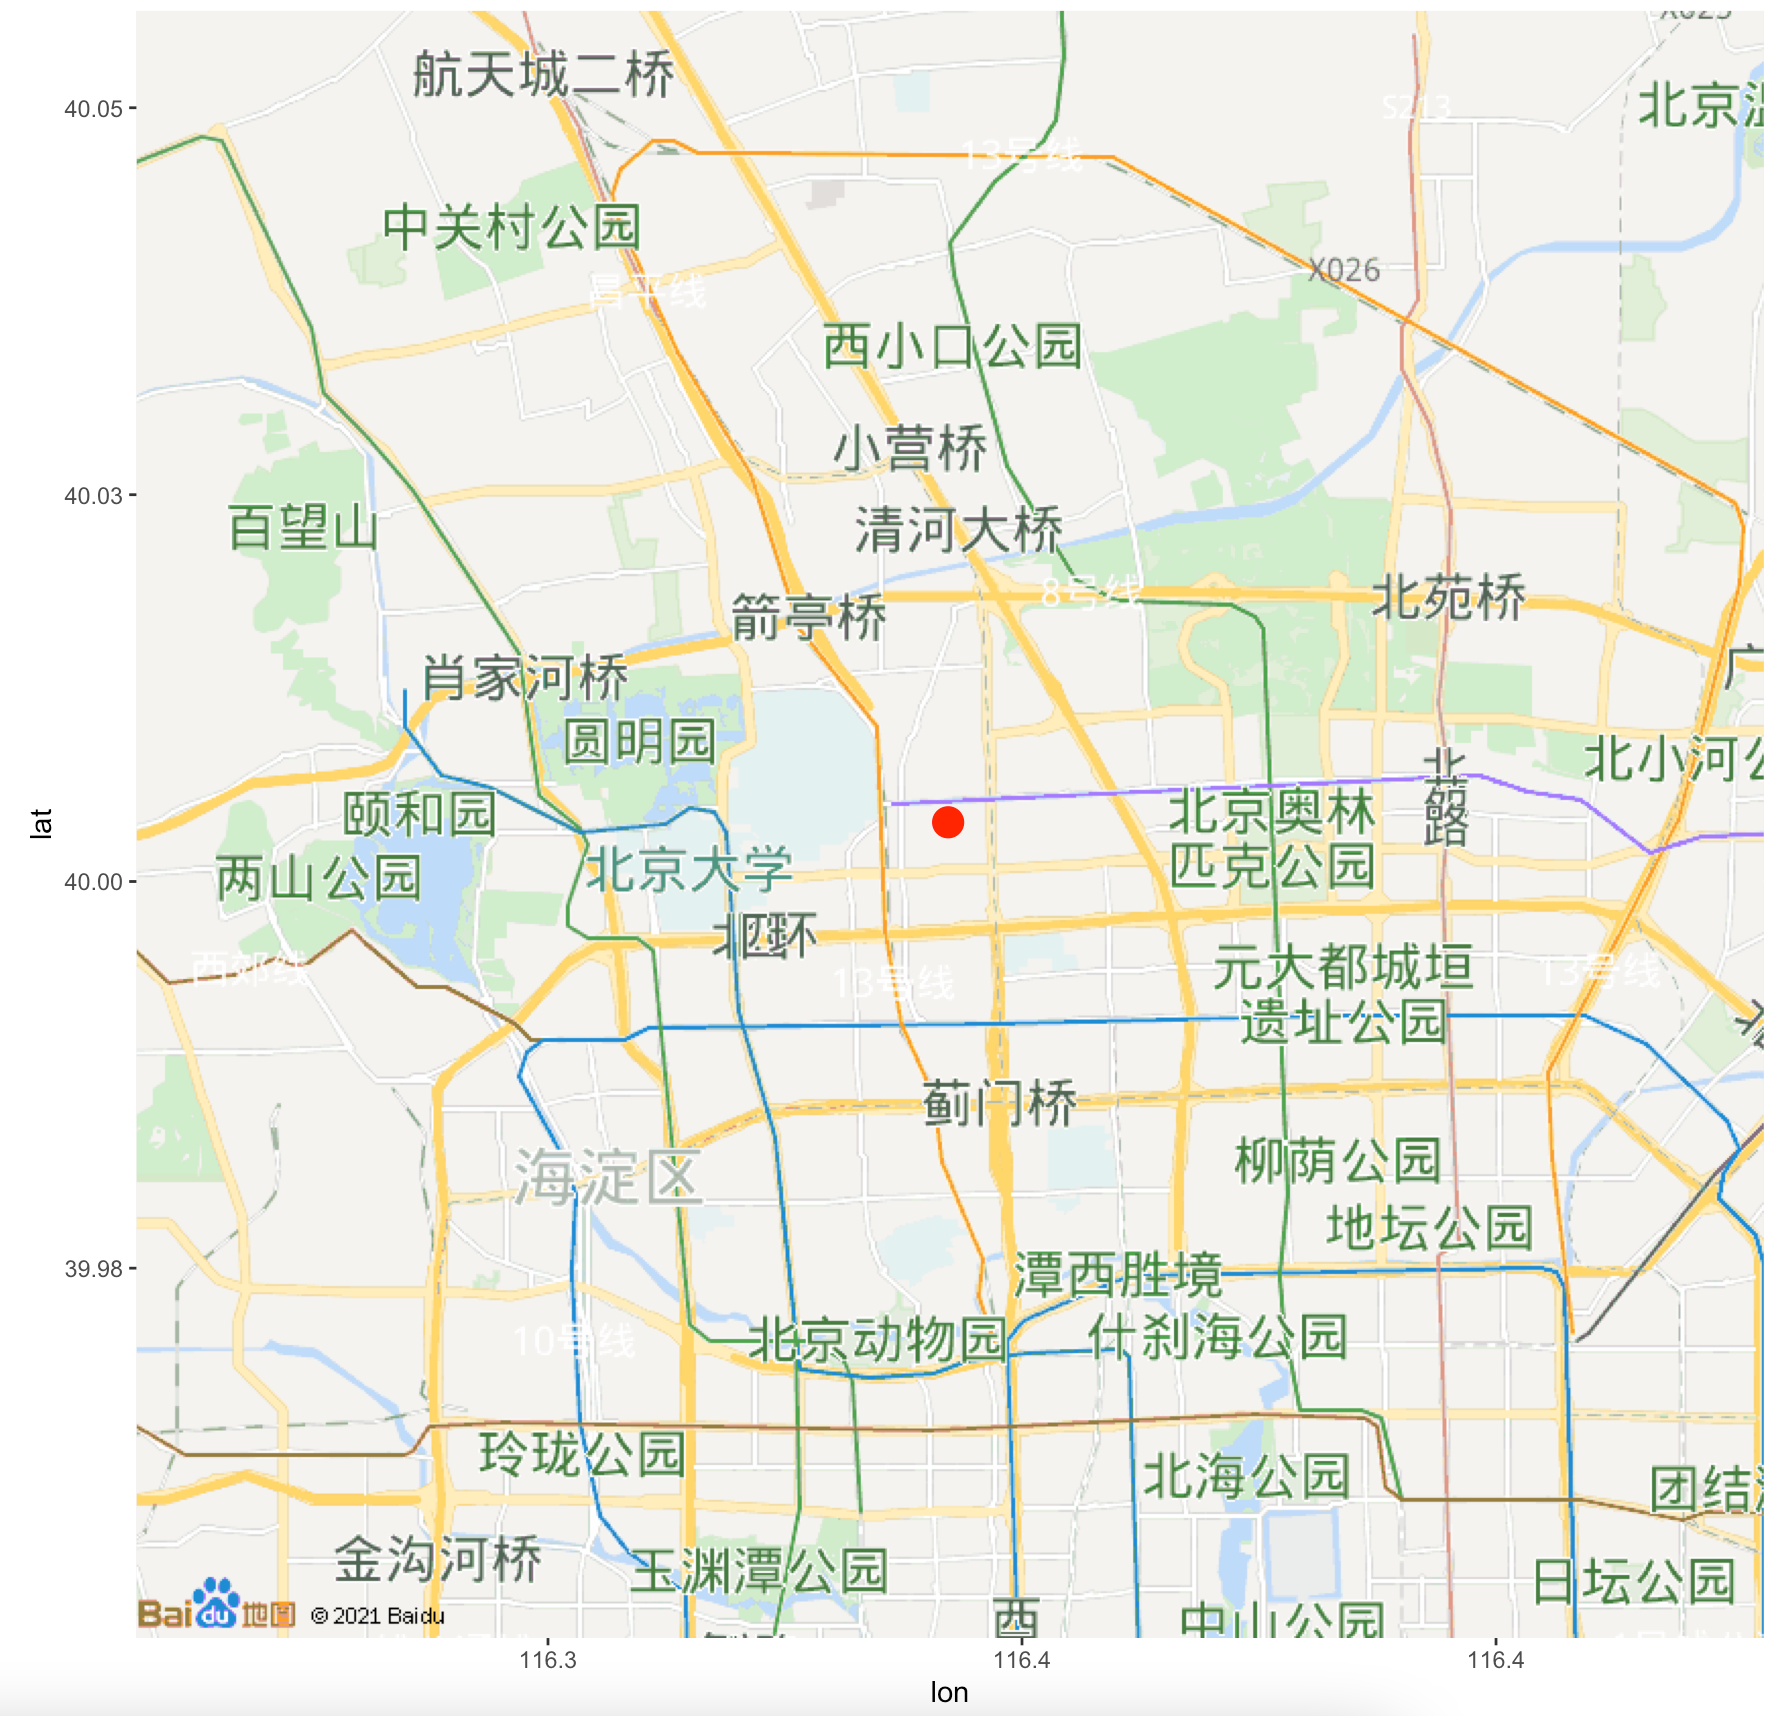 X025
航天城二桥
40.05
S213
北京温
13号线
中关村公园
X026
昌平线
西小口公园
小营桥
40.03
百望山
清河大桥
8号线
北苑桥
箭亭桥
肖家河桥
广
圆明园
北小河公
北苑路
颐和园
北京奥林
匹克公园
lat
两山公园
北京大学
40.00
北四环
西郊线
13号线
元大都城垣
遗址公园
13号线
蓟门桥
海淀区
柳荫公园
地坛公园
39.98
潭西胜境
10号线
北京动物园
什刹海公园
玲珑公园
北海公园
团结湖
金沟河桥
玉渊潭公园
日坛公园
Bai du 地图
© 2021 Baidu
西
中山公园
116.3
116.4
116.4
lon